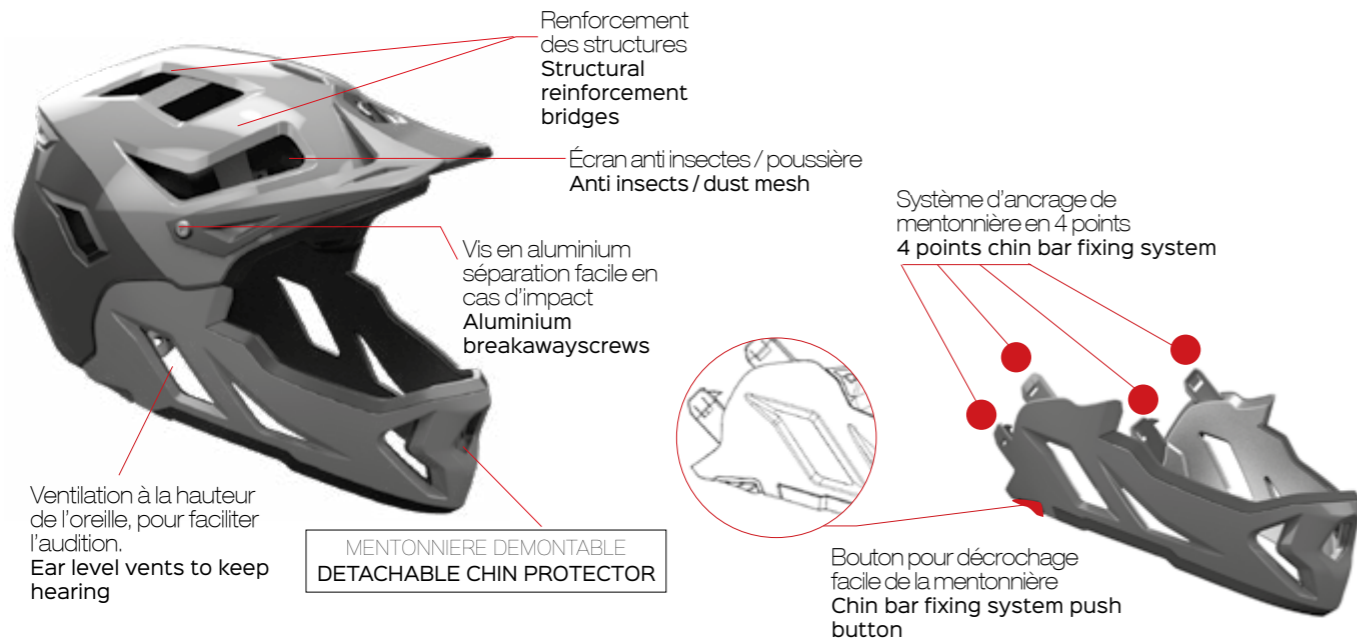 Renforcement
des structures
Structural
reinforcement
bridges
Écran anti insectes / poussière
Anti insects / dust mesh
Vis en aluminium
séparation facile en
cas d'impact
Aluminium
breakawayscrews
Ventilation à la hauteur
de l'oreille, pour faciliter
l'audition.
Ear level vents to keep
hearing
MENTONNIERE DEMONTABLE
DETACHABLE CHIN PROTECTOR
Système d'ancrage de
mentonnière en 4 points
4 points chin bar fixing system
Bouton pour décrochage
facile de la mentonnière
Chin bar fixing system push
button